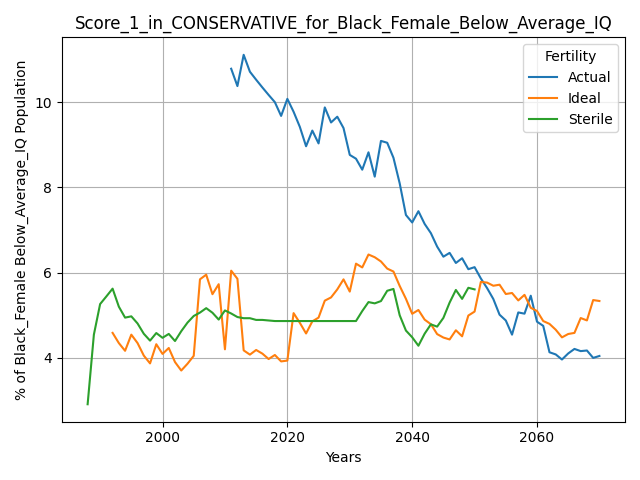 Score_1_in_CONSERVATIVE_for_Black_Female_Below_Average_IQ
% of Black_Female Below_Average_IQ Population
10
8
6
4
Fertility
Actual
Ideal
Sterile
2000
2020
2040
2060
Years